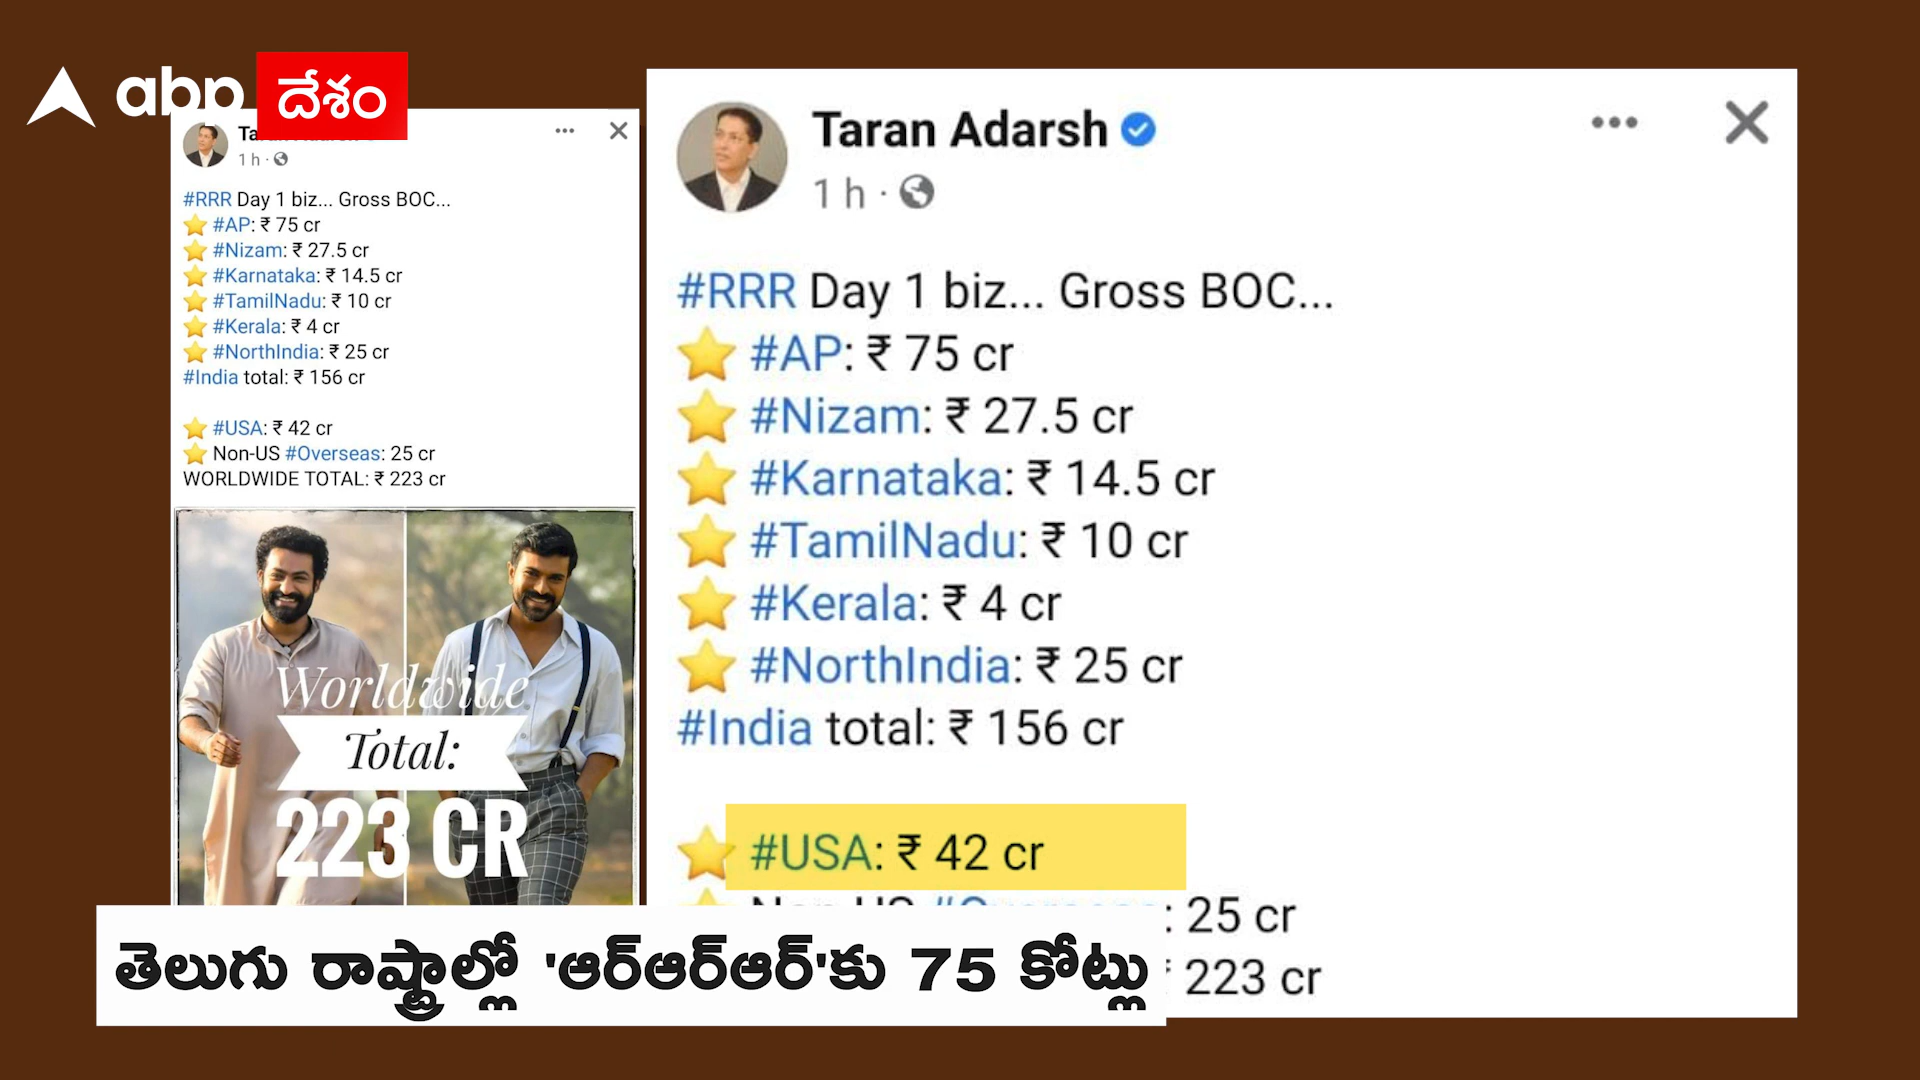 abp దేశం
1 h
#RRR Day 1 biz... Gross BOC...
#AP: ₹ 75 cr
#Nizam: ₹ 27.5 cr
#Karnataka: ₹ 14.5 cr
#TamilNadu: ₹ 10 cr
#Kerala: ₹ 4 cr
#NorthIndia: ₹ 25 cr
#India total: ₹ 156 cr
#USA: ₹ 42 cr
Non-US #Overseas: 25 cr
WORLDWIDE TOTAL: ₹ 223 cr
Worldwide
Total:
223 CR
Taran Adarsh
1 h
#RRR Day 1 biz... Gross BOC...
#AP: ₹ 75 cr
#Nizam: ₹ 27.5 cr
#Karnataka: ₹ 14.5 cr
#TamilNadu: ₹ 10 cr
#Kerala: ₹ 4 cr
#NorthIndia: ₹ 25 cr
#India total: ₹ 156 cr
#USA: ₹ 42 cr
: 25 cr
223 cr
తెలుగు రాష్ట్రాల్లో 'ఆర్ఆర్ఆర్'కు 75 కోట్లు